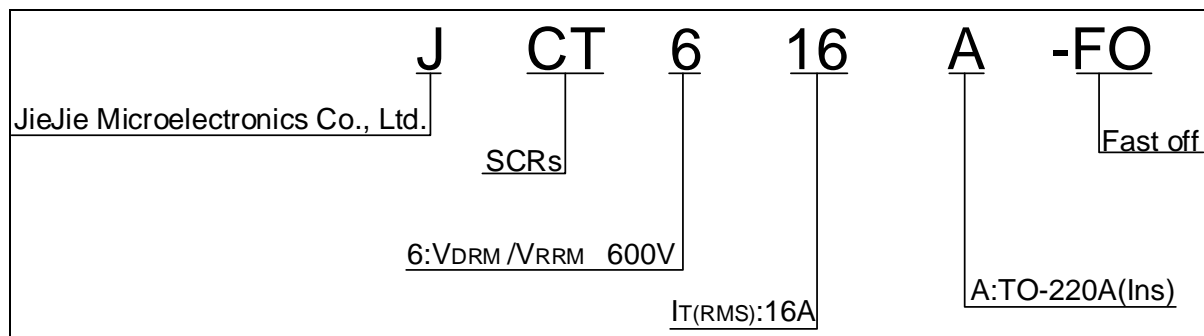 J CT 6 16 A -FO
JieJie Microelectronics Co., Ltd.
Fast off
SCRs
6:VDRM /VRRM 600V
A:TO-220A(Ins)
IT(RMS):16A